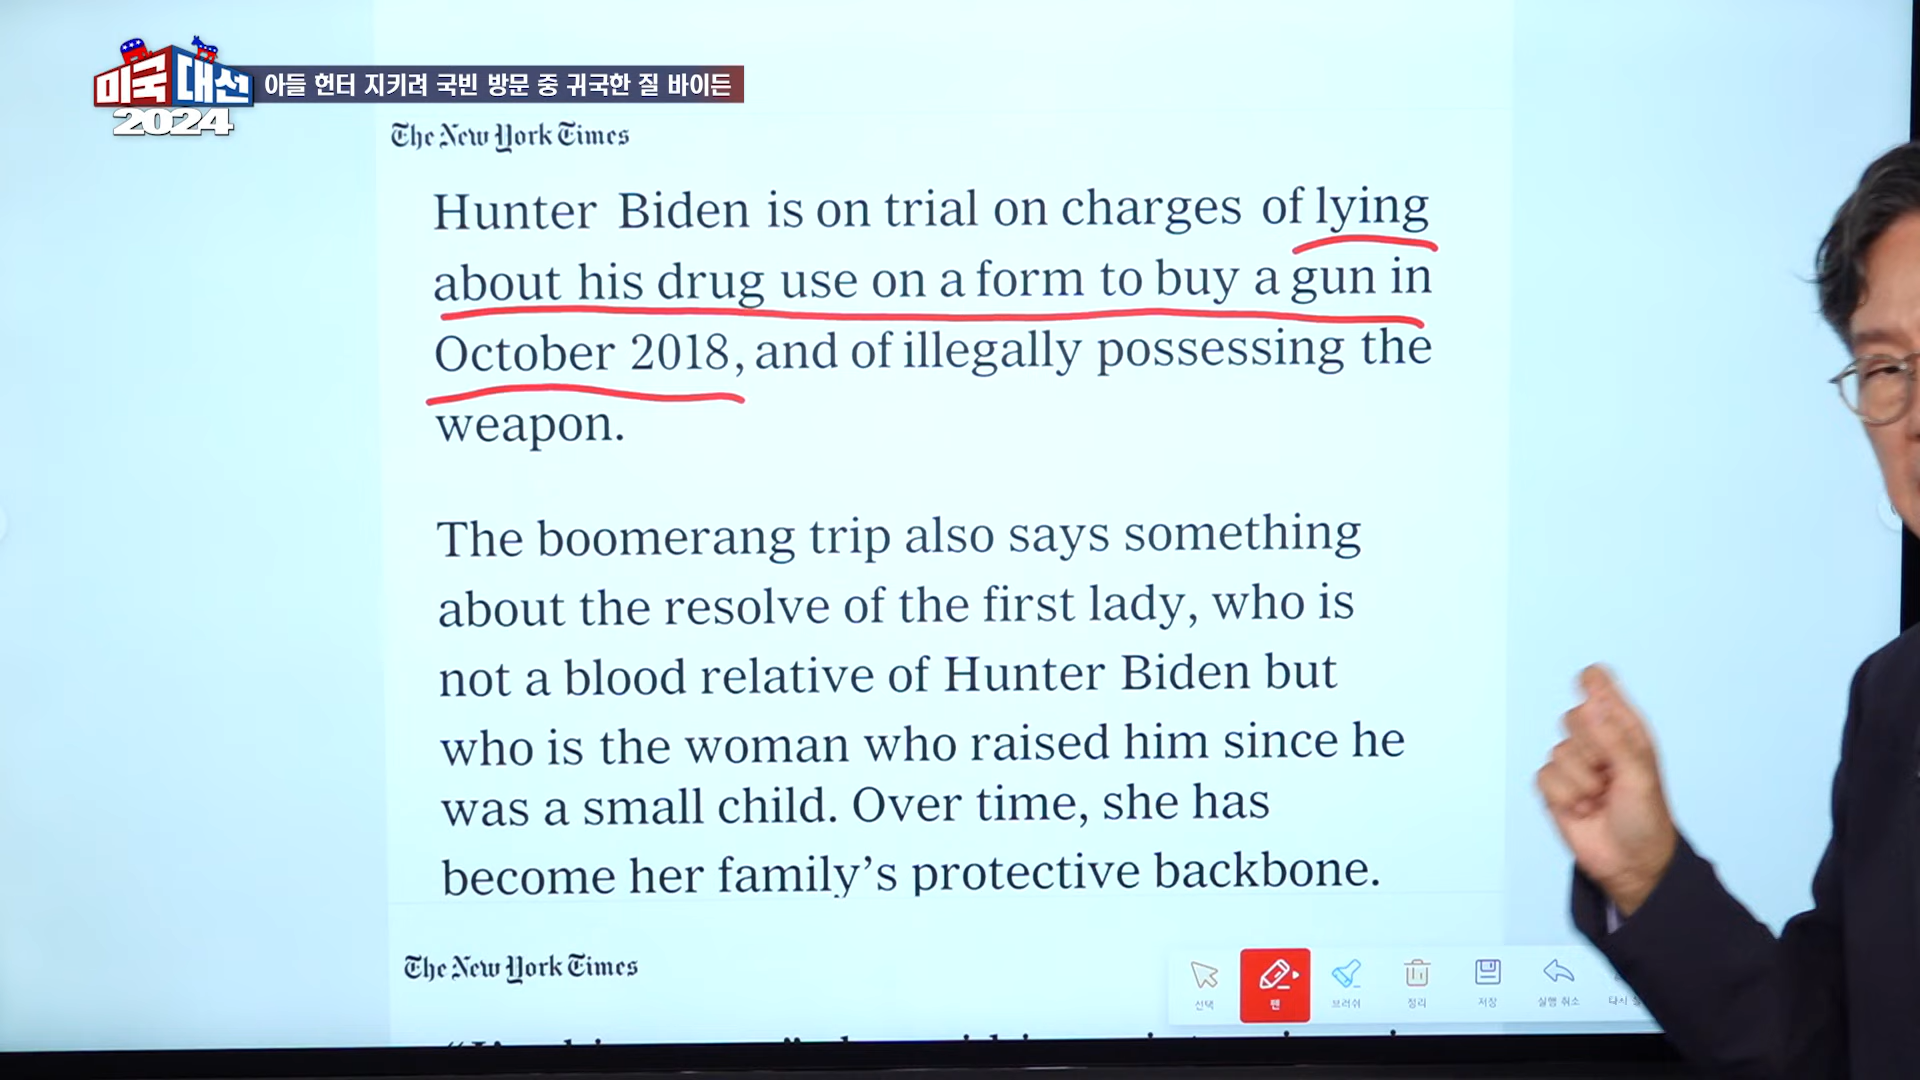 미국 대선
2024
아들 헌터 지키려 국빈 방문 중 귀국한 질 바이든
The New York Times
Hunter Biden is on trial on charges of lying
about his drug use on a form to buy a gun in
October 2018, and of illegally possessing the
weapon.
The boomerang trip also says something
about the resolve of the first lady, who is
not a blood relative of Hunter Biden but
who is the woman who raised him since he
was a small child. Over time, she has
become her family’s protective backbone.
The New York Times
선택
펜
브러쉬
정리
저장
실행 취소
다시